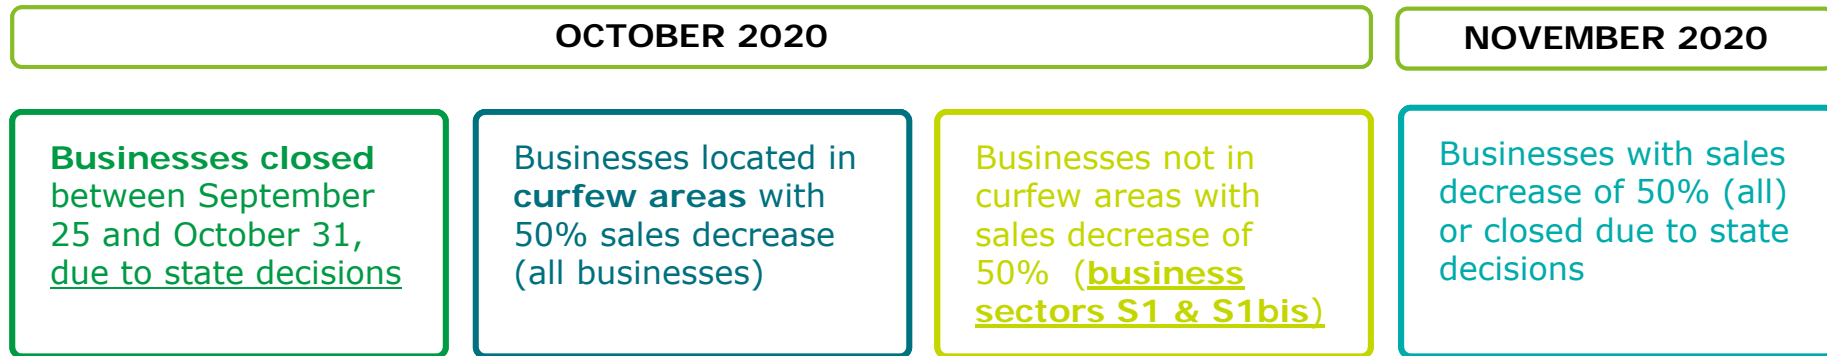 OCTOBER 2020
NOVEMBER 2020
Businesses closed
between September
25 and October 31,
due to state decisions
Businesses located in
curfew areas with
50% sales decrease
(all businesses)
Businesses not in
curfew areas with
sales decrease of
50% (business
sectors S1 & S1bis)
Businesses with sales
decrease of 50% (all)
or closed due to state
decisions